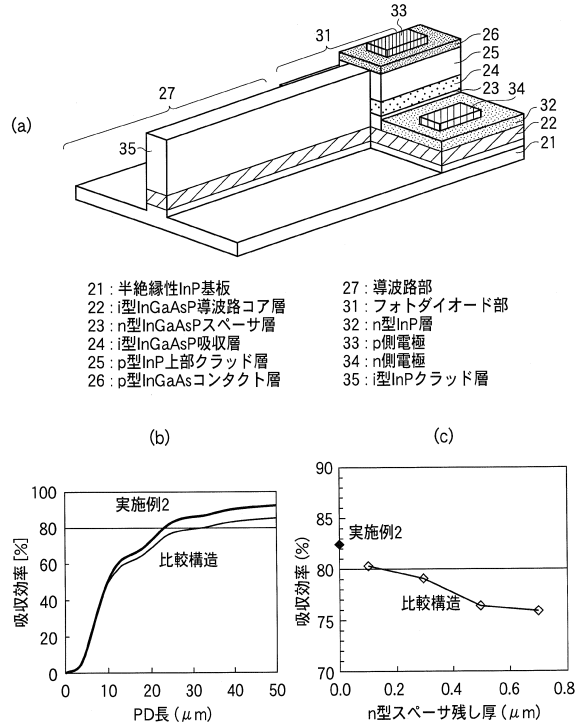 33
31
26
25
24
27
23
34
(a)
35
32
22
21
21 : 半絶縁性InP基板
22 : i型InGaAsP導波路コア層
23 : n型InGaAsPスペーサ層
24 : i型InGaAsP吸収層
25 : p型InP上部クラッド層
26 : p型InGaAsコンタクト層
27 : 導波路部
31 : フォトダイオード部
32 : n型InP層
33 : p側電極
34 : n側電極
35 : i型InPクラッド層
(b)
吸収効率[%]
100
80
60
40
20
0
実施例2
比較構造
0 10 20 30 40 50
PD長(μm)
(c)
吸収効率(%)
90
85
80
75
70
実施例2
比較構造
0.0 0.2 0.4 0.6 0.8
n型スペーサ残し厚(μm)